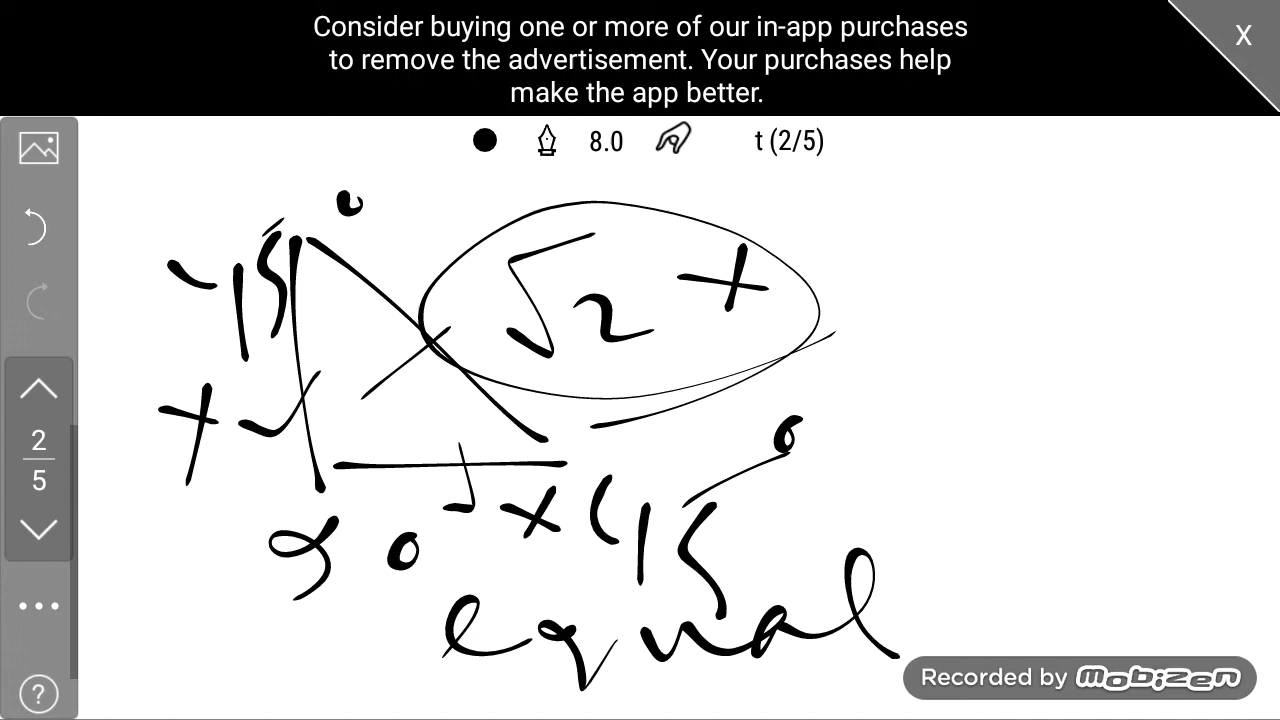 Consider buying one or more of our in-app purchases
to remove the advertisement. Your purchases help
make the app better.
X
8.0
t (2/5)
45°
√2 x
x
2
5
90
x
45°
equal
?
Recorded by mobizen